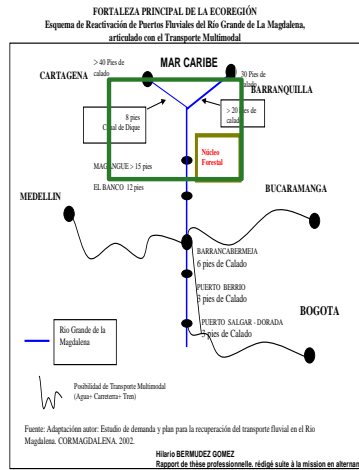 FORTALEZA PRINCIPAL DE LA ECOREGIÓN
Esquema de Reactivación de Puertos Fluviales del Río Grande de La Magdalena,
articulado con el Transporte Multimodal
MAR CARIBE
> 40 Pies de
calado
CARTAGENA
30 Pies de
calado
BARRANQUILLA
8 pies
Canal de Dique
> 20 pies de
calado
Núcleo
Forestal
MAGANGUE > 15 pies
EL BANCO 12 pies
MEDELLIN
BUCARAMANGA
BARRANCABERMEJA
6 pies de Calado
PUERTO BERRIO
3 pies de Calado
BOGOTA
PUERTO SALGAR - DORADA
3 pies de Calado
Rio Grande de la
Magdalena
Posibilidad de Transporte Multimodal
(Agua+ Carretera+ Tren)
Fuente: Adaptaciónn autor: Estudio de demanda y plan para la recuperación del transporte fluvial en el Rio
Magdalena. CORMAGDALENA. 2002.
Hilario BERMUDEZ GOMEZ
Rapport de thèse professionnelle. rédigé suite à la mission en